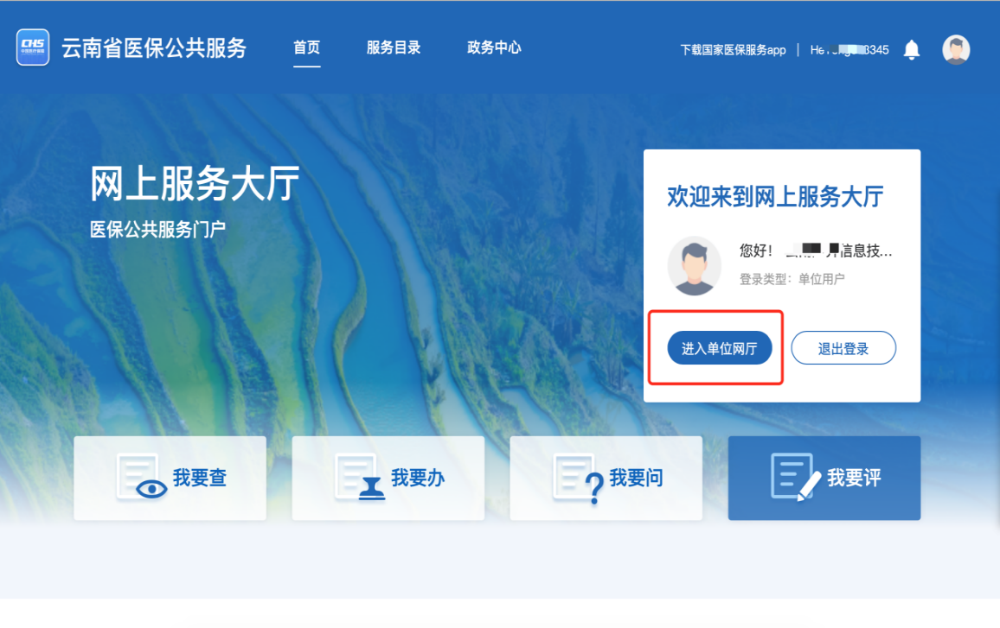 CHS
云南省医保公共服务
首页 服务目录 政务中心
下载国家医保服务app | 3345
网上服务大厅
医保公共服务门户
欢迎来到网上服务大厅
您好! 信息技...
登录类型：单位用户
进入单位网厅 退出登录
我要查 我要办 我要问 我要评